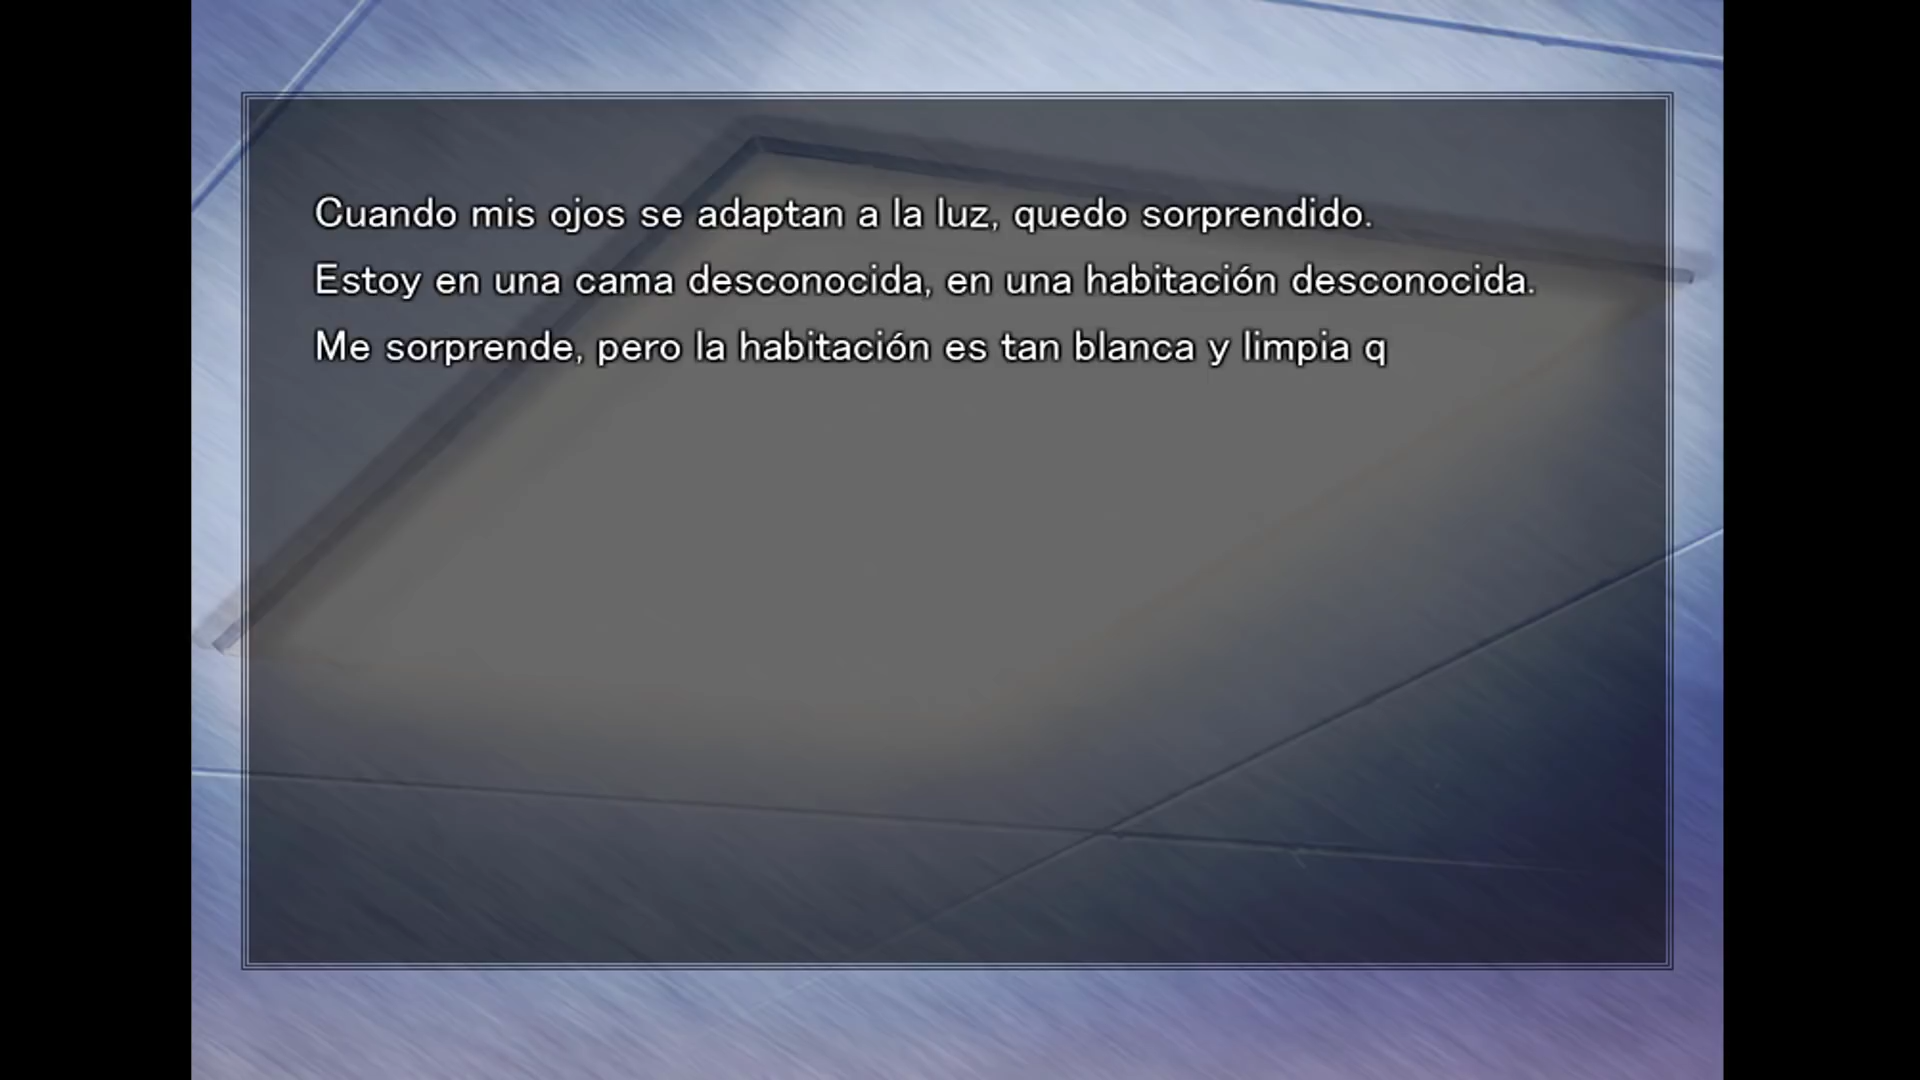 Cuando mis ojos se adaptan a la luz, quedo sorprendido.
Estoy en una cama desconocida, en una habitación desconocida.
Me sorprende, pero la habitación es tan blanca y limpia q